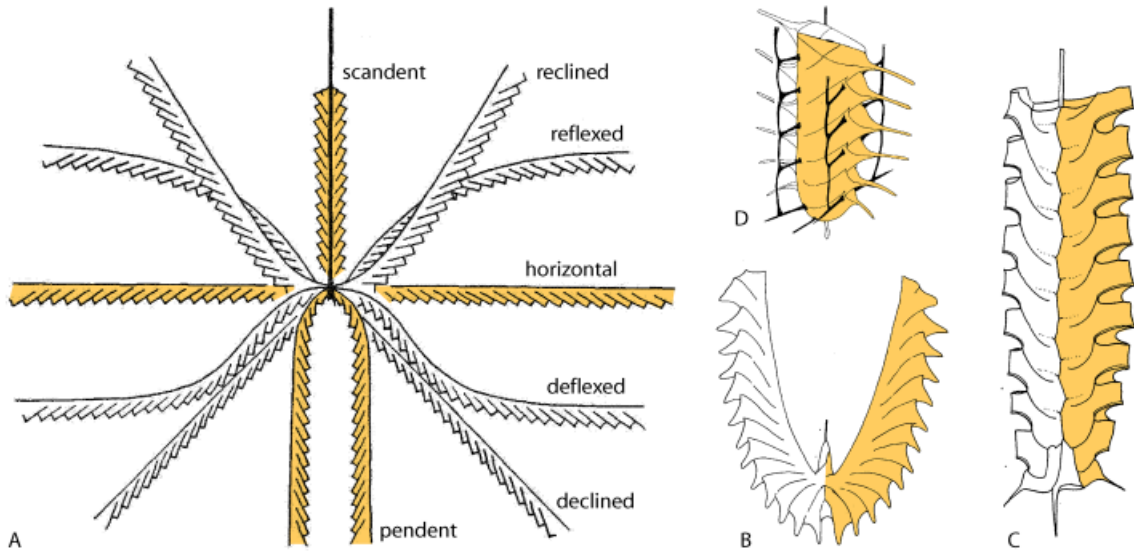 scandent
reclined
reflexed
horizontal
deflexed
declined
pendent
A
D
B
C